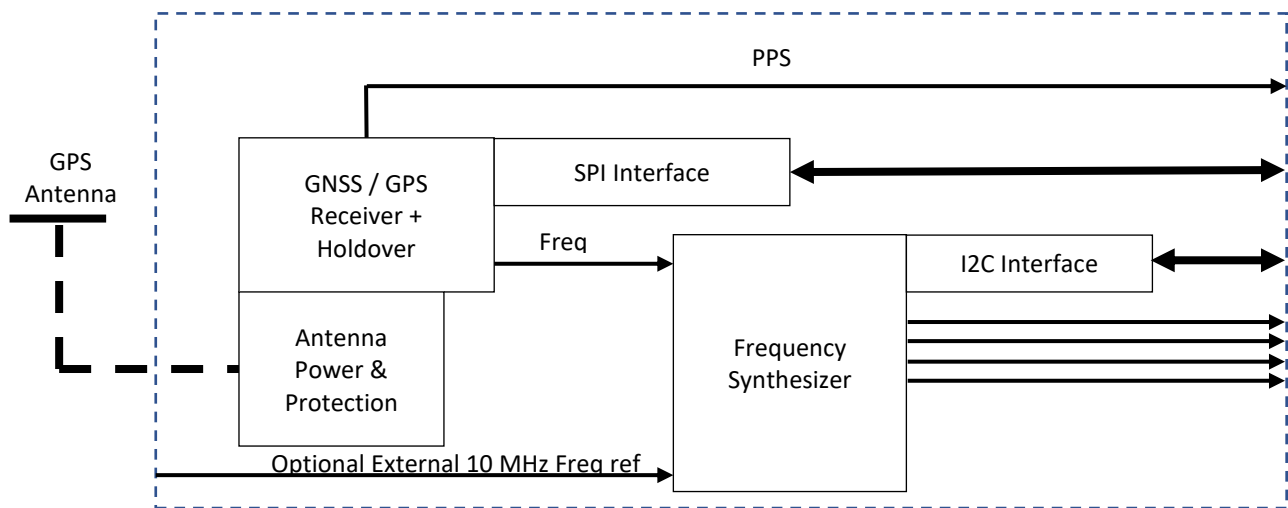 PPS
GPS
Antenna
GNSS / GPS
Receiver +
Holdover
SPI Interface
Freq
I2C Interface
Antenna
Power &
Protection
Frequency
Synthesizer
Optional External 10 MHz Freq ref